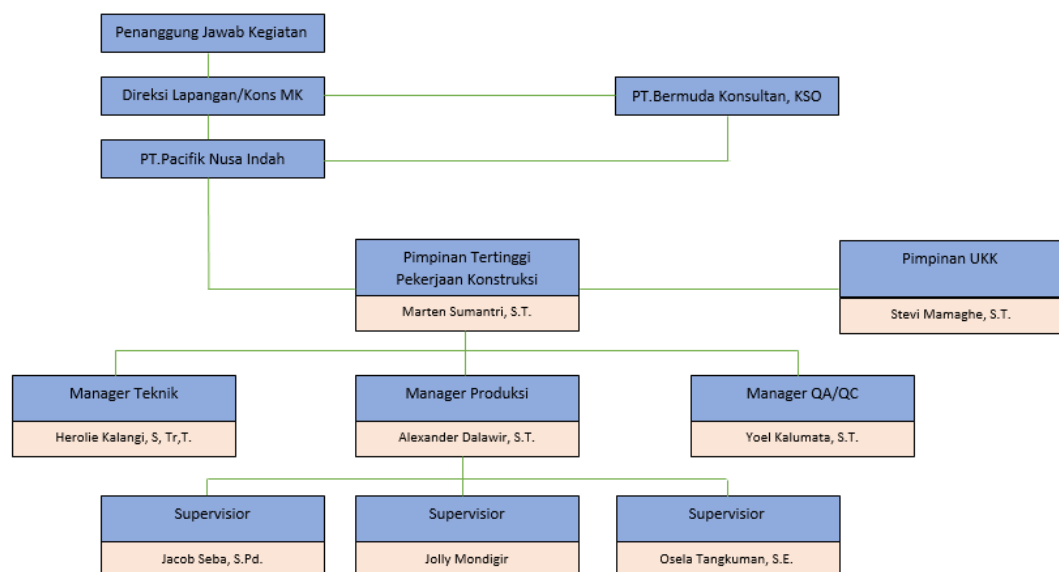 Penanggung Jawab Kegiatan
Direksi Lapangan/Kons MK
PT.Bermuda Konsultan, KSO
PT.Pacifik Nusa Indah
Pimpinan Tertinggi
Pekerjaan Konstruksi
Marten Sumantri, S.T.
Pimpinan UKK
Stevi Mamaghe, S.T.
Manager Teknik
Herolie Kalangi, S, Tr,T.
Manager Produksi
Alexander Dalawir, S.T.
Manager QA/QC
Yoel Kalumata, S.T.
Supervisior
Jacob Seba, S.Pd.
Supervisior
Jolly Mondigir
Supervisior
Osela Tangkuman, S.E.